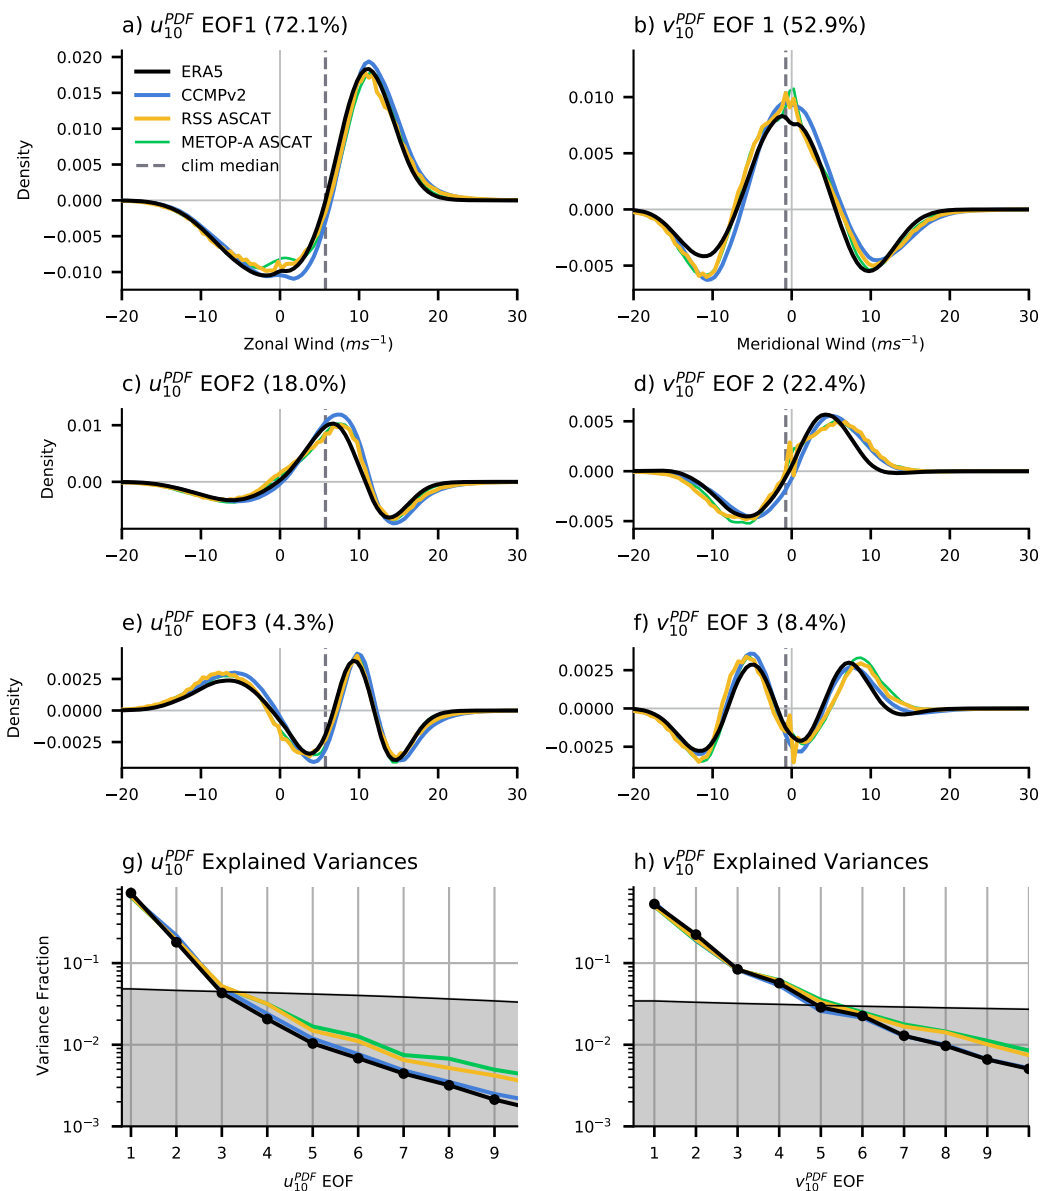 a) u₁₀ᴾᴰᶠ EOF1 (72.1%)
0.020
0.015
0.010
0.005
0.000
−0.005
−0.010
Density
ERA5
CCMPv2
RSS ASCAT
METOP-A ASCAT
clim median
−20 −10 0 10 20 30
Zonal Wind (ms⁻¹)
b) v₁₀ᴾᴰᶠ EOF 1 (52.9%)
0.010
0.005
0.000
−0.005
−20 −10 0 10 20 30
Meridional Wind (ms⁻¹)
c) u₁₀ᴾᴰᶠ EOF2 (18.0%)
0.01
0.00
Density
−20 −10 0 10 20 30
d) v₁₀ᴾᴰᶠ EOF 2 (22.4%)
0.005
0.000
−0.005
−20 −10 0 10 20 30
e) u₁₀ᴾᴰᶠ EOF3 (4.3%)
0.0025
0.0000
−0.0025
Density
−20 −10 0 10 20 30
f) v₁₀ᴾᴰᶠ EOF 3 (8.4%)
0.0025
0.0000
−0.0025
−20 −10 0 10 20 30
g) u₁₀ᴾᴰᶠ Explained Variances
10⁻¹
10⁻²
10⁻³
Variance Fraction
1 2 3 4 5 6 7 8 9
u₁₀ᴾᴰᶠ EOF
h) v₁₀ᴾᴰᶠ Explained Variances
10⁻¹
10⁻²
10⁻³
1 2 3 4 5 6 7 8 9
v₁₀ᴾᴰᶠ EOF